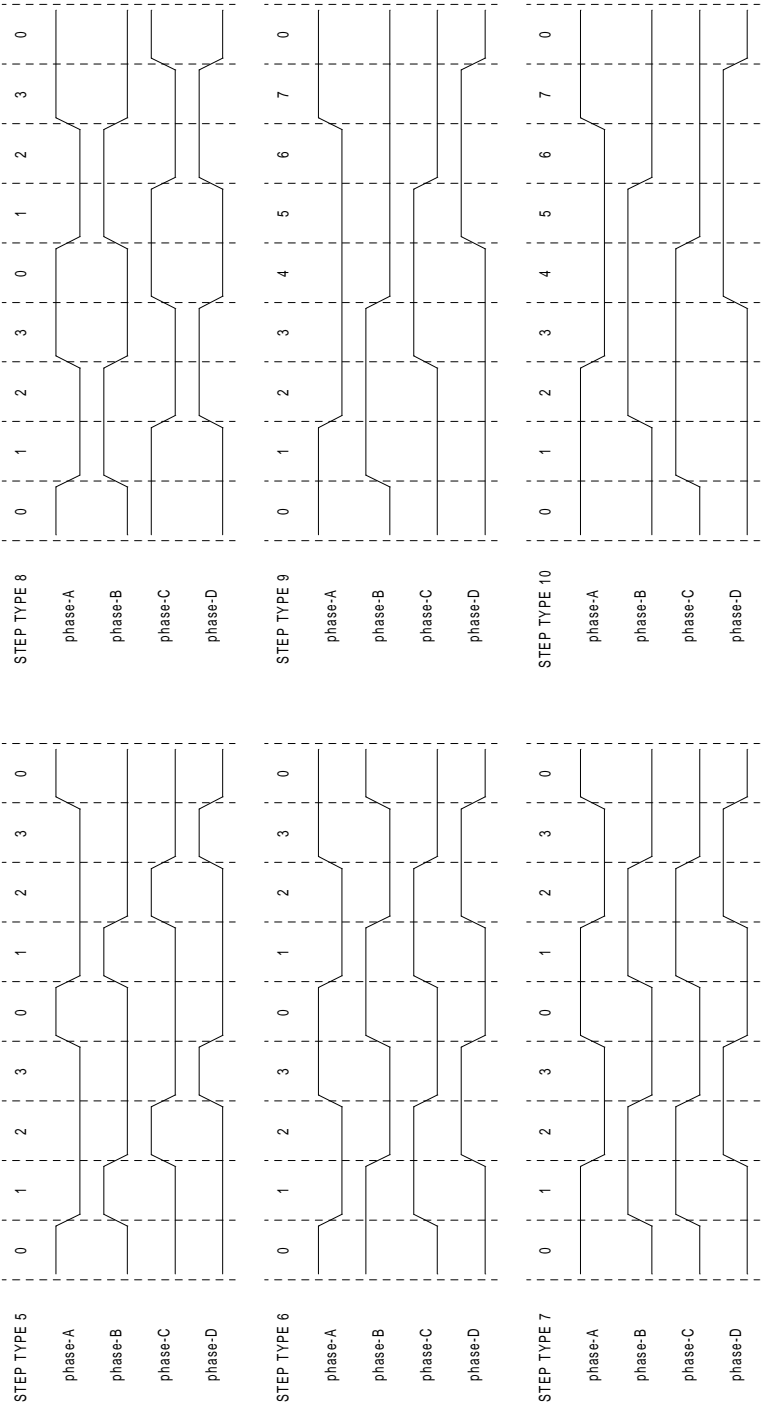 STEP TYPE 5
0 1 2 3 0 1 2 3 0
phase-A
phase-B
phase-C
phase-D
STEP TYPE 6
0 1 2 3 0 1 2 3 0
phase-A
phase-B
phase-C
phase-D
STEP TYPE 7
0 1 2 3 0 1 2 3 0
phase-A
phase-B
phase-C
phase-D
STEP TYPE 8
0 1 2 3 0 1 2 3 0
phase-A
phase-B
phase-C
phase-D
STEP TYPE 9
0 1 2 3 4 5 6 7 0
phase-A
phase-B
phase-C
phase-D
STEP TYPE 10
0 1 2 3 4 5 6 7 0
phase-A
phase-B
phase-C
phase-D